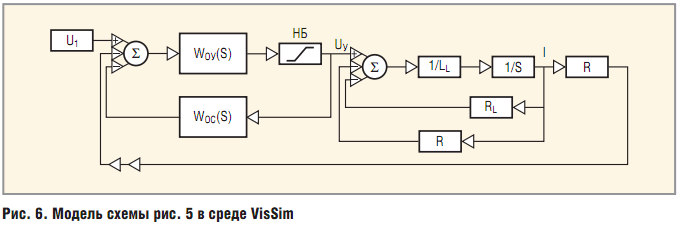 U1
+
−
−
Σ
WОУ(S)
НБ
UУ
+
−
−
Σ
1/LL
1/S
I
R
WОС(S)
RL
R
Рис. 6. Модель схемы рис. 5 в среде VisSim